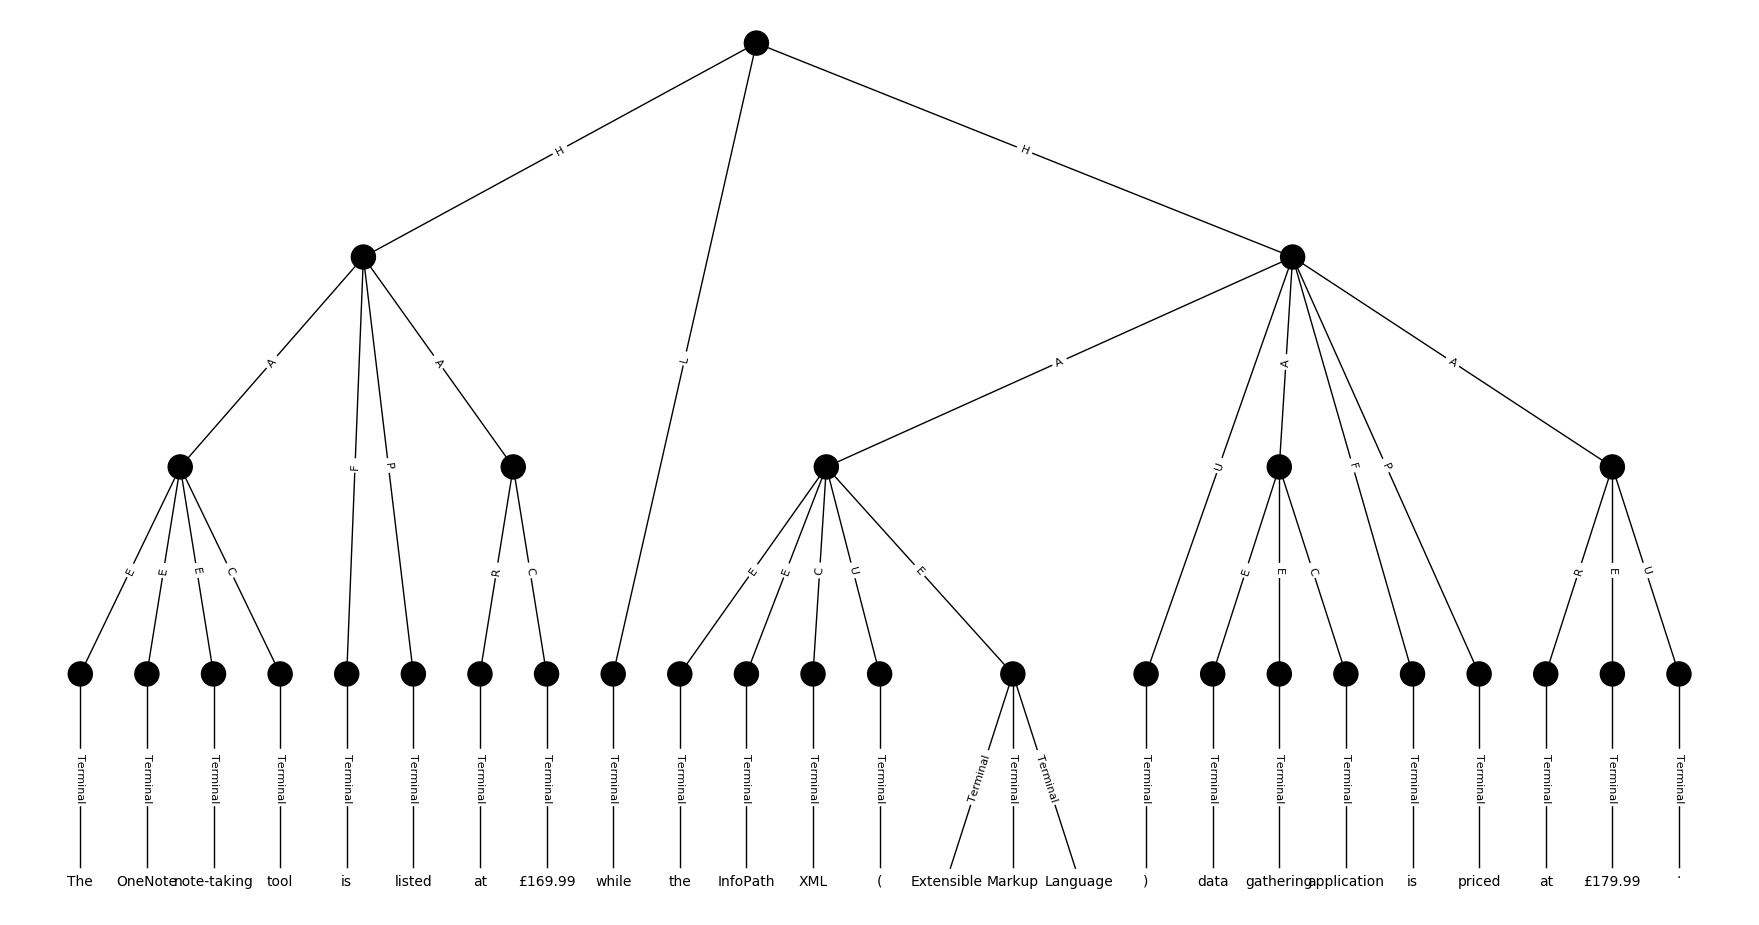 H H
A A L A U A F P A
F P
E E E C R C E E C U E E E C R E U
Terminal Terminal Terminal Terminal Terminal Terminal Terminal Terminal Terminal Terminal Terminal Terminal Terminal Terminal Terminal Terminal Terminal Terminal Terminal Terminal Terminal Terminal Terminal Terminal Terminal
The OneNote note-taking tool is listed at £169.99 while the InfoPath XML ( Extensible Markup Language ) data gathering application is priced at £179.99 .